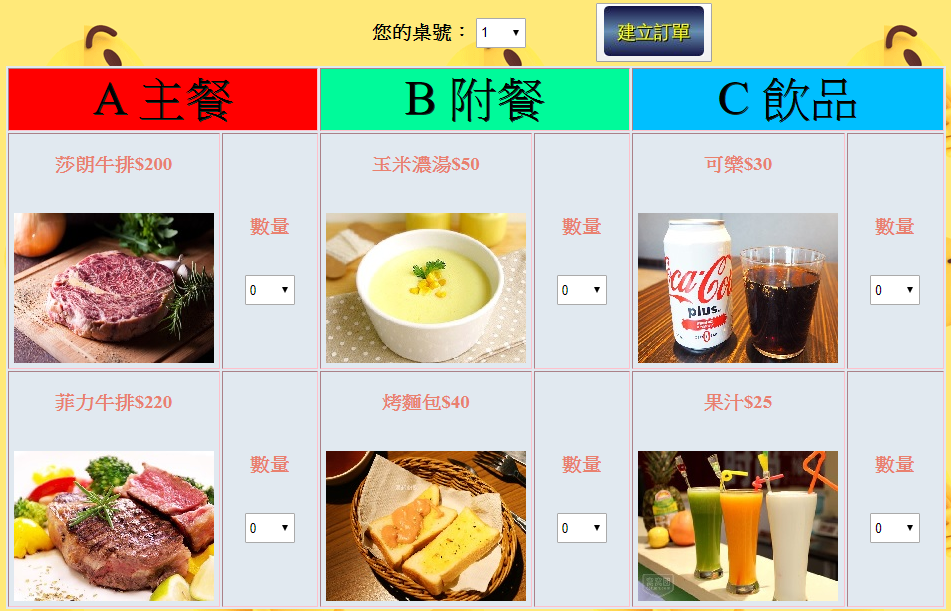 您的桌號： 1 建立訂單
A 主餐 B 附餐 C 飲品
莎朗牛排$200
數量
0
玉米濃湯$50
數量
0
可樂$30
Coca-Cola
plus
數量
0
菲力牛排$220
數量
0
烤麵包$40
數量
0
果汁$25
數量
0